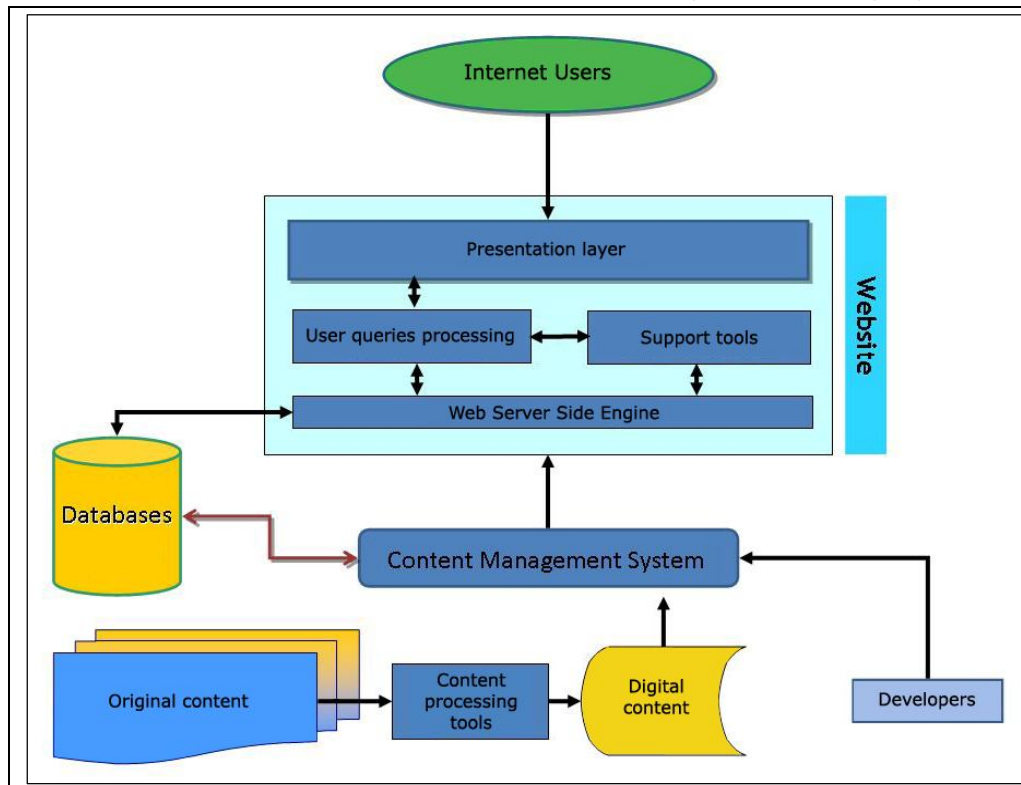 Internet Users
Presentation layer
Website
User queries processing
Support tools
Web Server Side Engine
Databases
Content Management System
Original content
Content
processing
tools
Digital
content
Developers